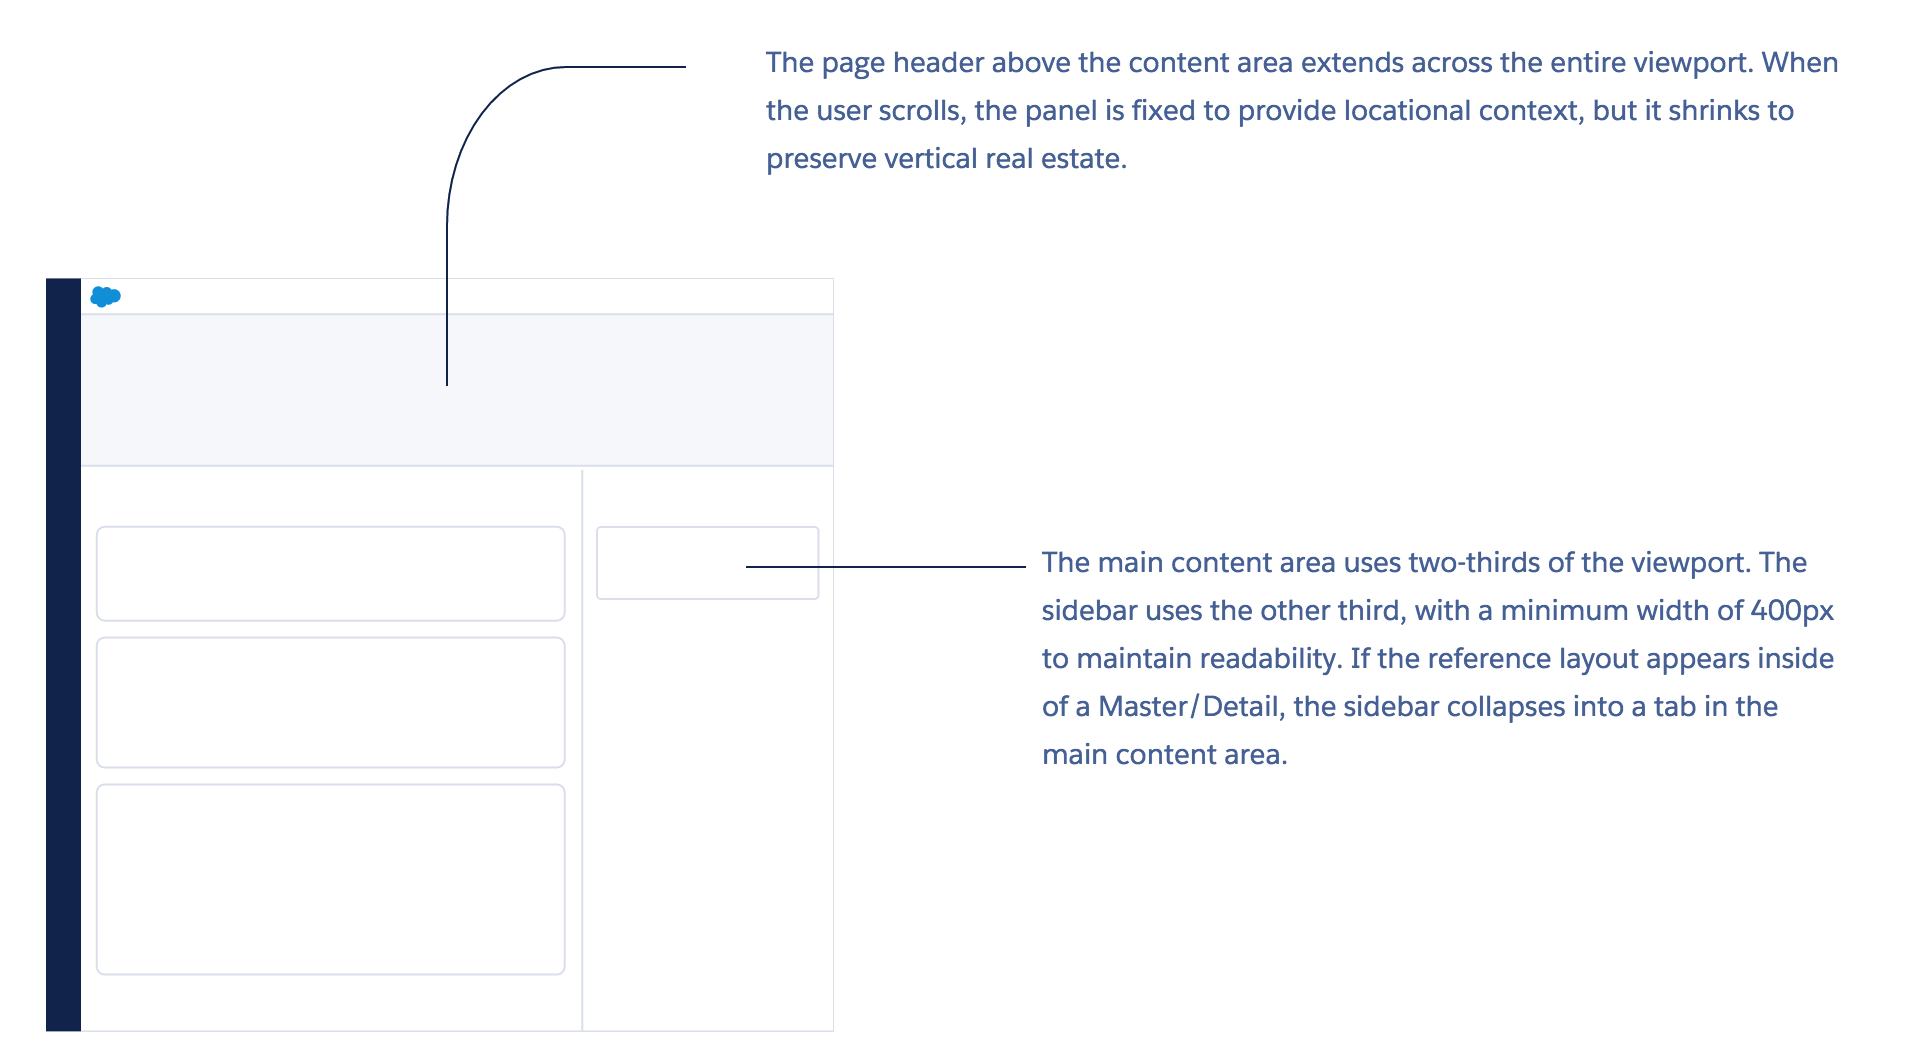 The page header above the content area extends across the entire viewport. When
the user scrolls, the panel is fixed to provide locational context, but it shrinks to
preserve vertical real estate.
The main content area uses two-thirds of the viewport. The
sidebar uses the other third, with a minimum width of 400px
to maintain readability. If the reference layout appears inside
of a Master/Detail, the sidebar collapses into a tab in the
main content area.